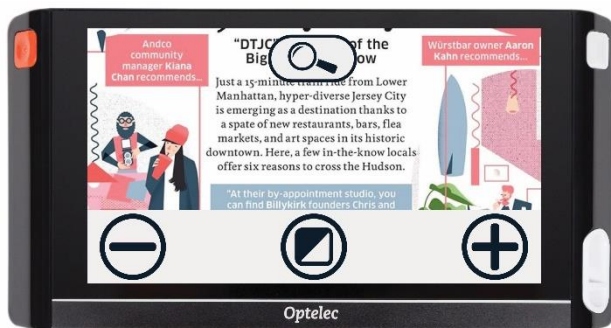 Andco
community
manager Kiana
Chan recommends...
"DTJC" of the
Big ow
Würstbar owner Aaron
Kahn recommends...
Just a 15-minute train ride from Lower
Manhattan, hyper-diverse Jersey City
is emerging as a destination thanks to
a spate of new restaurants, bars, flea
markets, and art spaces in its historic
downtown. Here, a few in-the-know locals
offer six reasons to cross the Hudson.
"At their by-appointment studio, you
can find Billykirk founders Chris and
Optelec